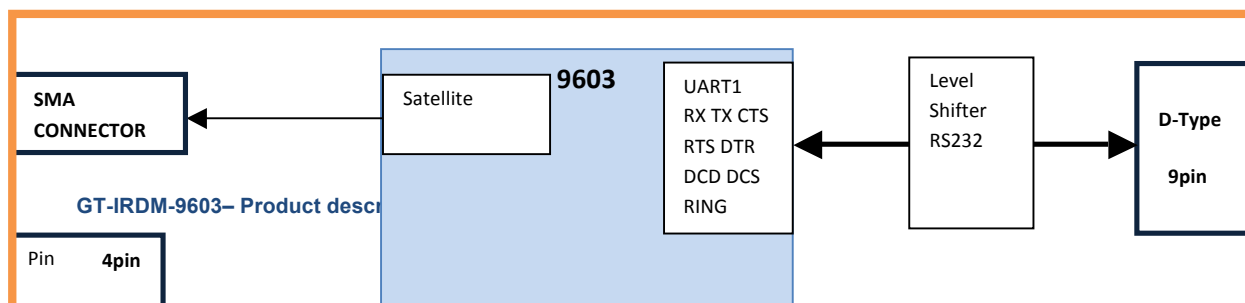 9603
SMA
CONNECTOR
Satellite
UART1
RX TX CTS
RTS DTR
DCD DCS
RING
Level
Shifter
RS232
D-Type
9pin
GT-IRDM-9603– Product desc
Pin 4pin